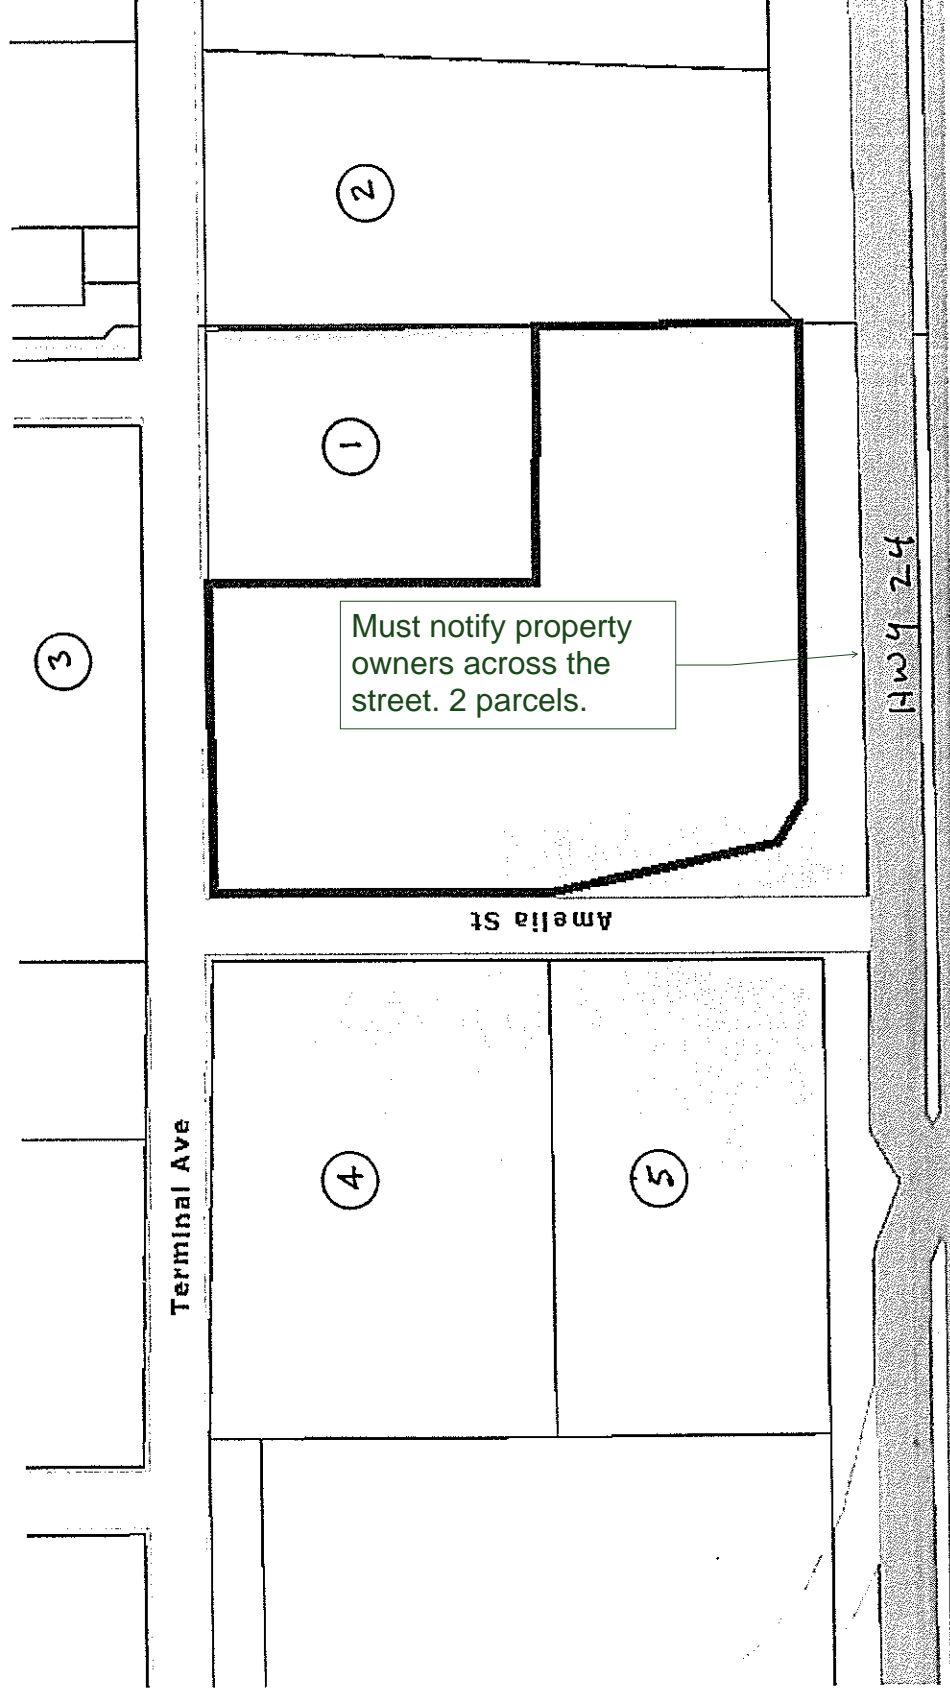 2
1
3
Must notify property
owners across the
street. 2 parcels.
Hwy 24
Amelia St
Terminal Ave
4
5